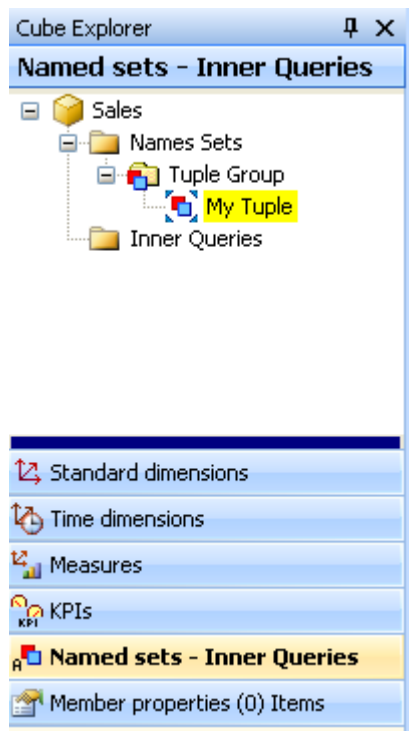 Cube Explorer
Named sets - Inner Queries
Sales
Names Sets
Tuple Group
My Tuple
Inner Queries
Standard dimensions
Time dimensions
Measures
KPI KPIs
A Named sets - Inner Queries
Member properties (0) Items